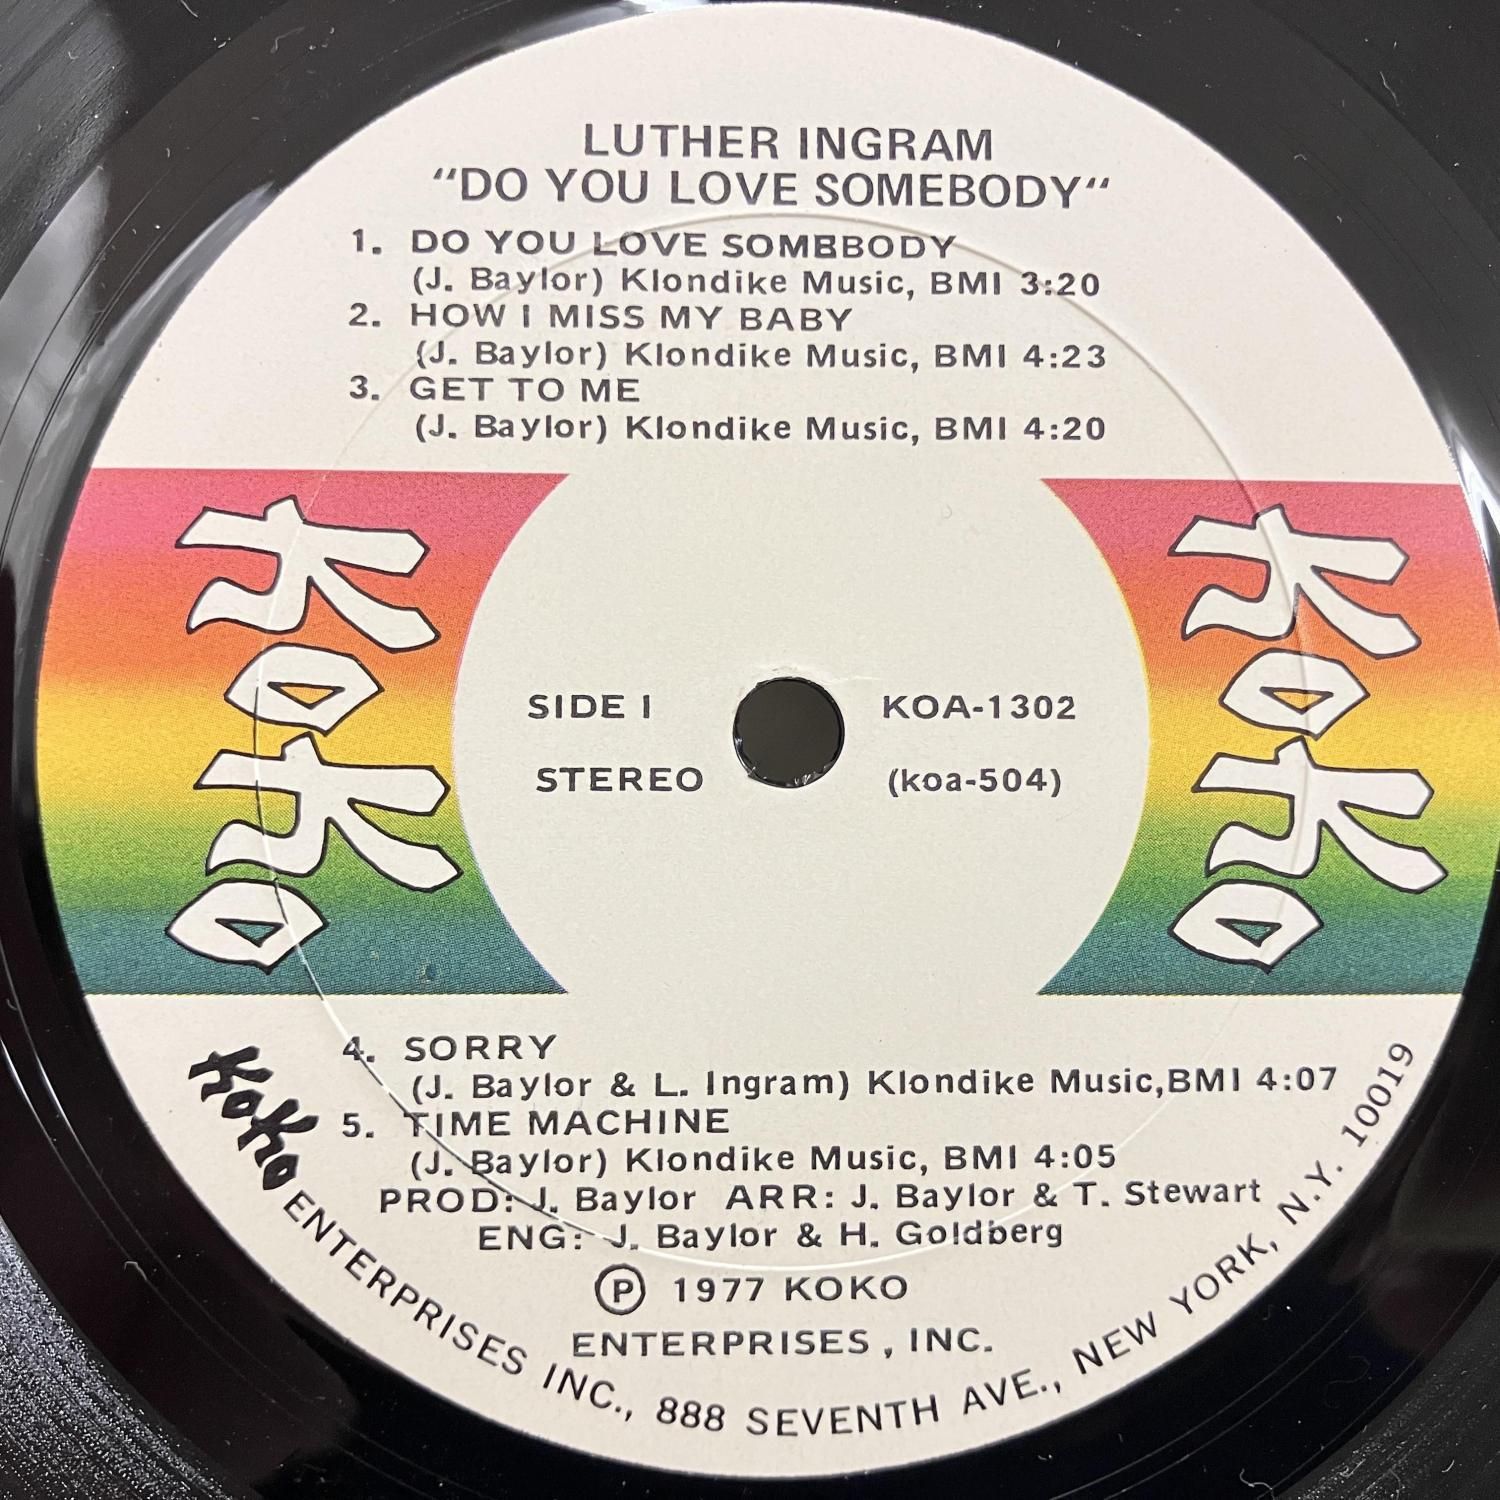 LUTHER INGRAM
"DO YOU LOVE SOMEBODY"
1. DO YOU LOVE SOMEBODY
(J. Baylor) Klondike Music, BMI 3:20
2. HOW I MISS MY BABY
(J. Baylor) Klondike Music, BMI 4:23
3. GET TO ME
(J. Baylor) Klondike Music, BMI 4:20
KOKO
KOKO
SIDE I KOA-1302
STEREO (koa-504)
4. SORRY
(J. Baylor & L. Ingram) Klondike Music,BMI 4:07
5. TIME MACHINE
(J. Baylor) Klondike Music, BMI 4:05
PROD: J. Baylor ARR: J. Baylor & T. Stewart
ENG: J. Baylor & H. Goldberg
Ⓟ 1977 KOKO
ENTERPRISES , INC.
KOKO ENTERPRISES INC., 888 SEVENTH AVE., NEW YORK, N.Y. 10019